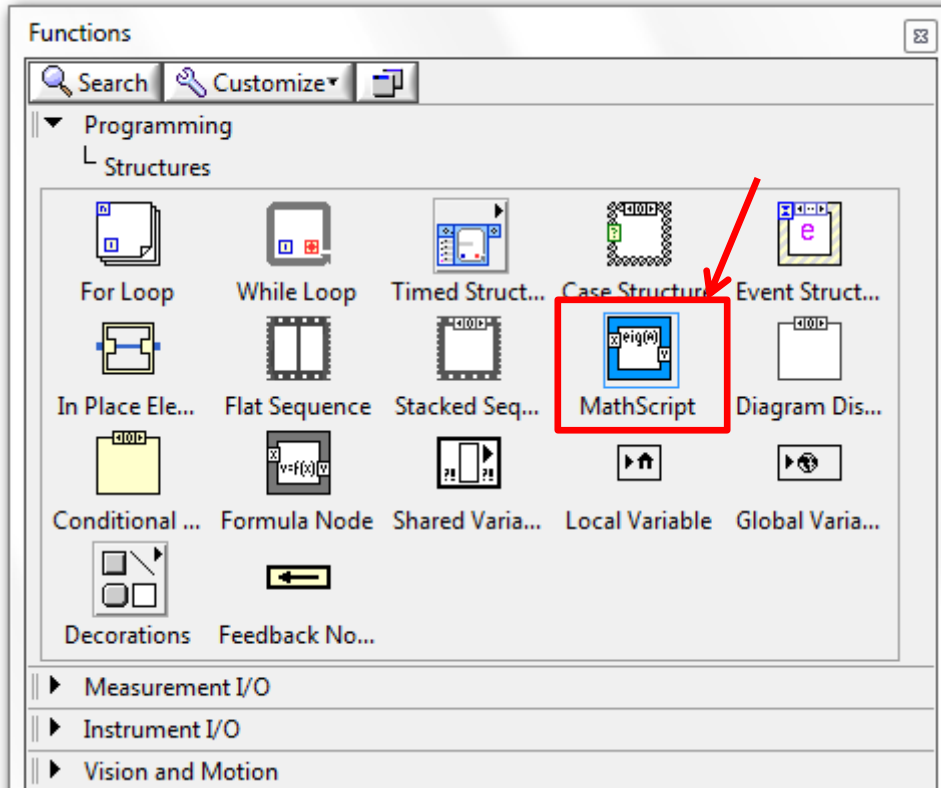 Functions
Search Customize
Programming
Structures
For Loop While Loop Timed Struct... Case Structure Event Struct...
eig(A)
In Place Ele... Flat Sequence Stacked Seq... MathScript Diagram Dis...
Conditional ... Formula Node Shared Varia... Local Variable Global Varia...
Decorations Feedback No...
Measurement I/O
Instrument I/O
Vision and Motion